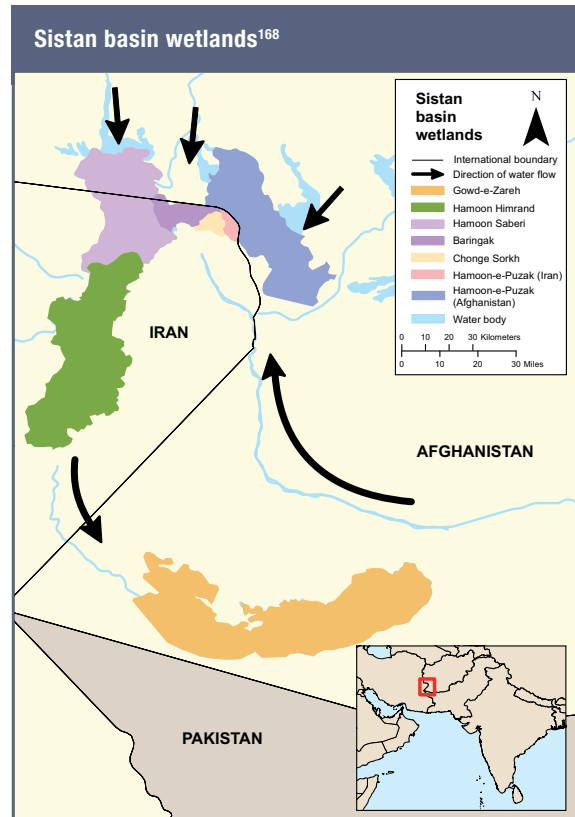 Sistan basin wetlands168
Sistan
basin
wetlands
N
International boundary
Direction of water flow
Gowd-e-Zareh
Hamoon Himrand
Hamoon Saberi
Baringak
Chonge Sorkh
Hamoon-e-Puzak (Iran)
Hamoon-e-Puzak
(Afghanistan)
Water body
0 10 20 30 Kilometers
0 10 20 30 Miles
IRAN
AFGHANISTAN
PAKISTAN